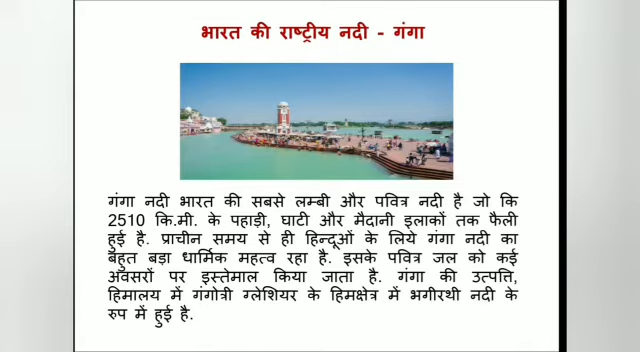 भारत की राष्ट्रीय नदी - गंगा
गंगा नदी भारत की सबसे लम्बी और पवित्र नदी है जो कि
2510 कि.मी. के पहाड़ी, घाटी और मैदानी इलाकों तक फैली
हुई है. प्राचीन समय से ही हिन्दूओं के लिये गंगा नदी का
बहुत बड़ा धार्मिक महत्व रहा है. इसके पवित्र जल को कई
अवसरों पर इस्तेमाल किया जाता है. गंगा की उत्पत्ति,
हिमालय में गंगोत्री ग्लेशियर के हिमक्षेत्र में भगीरथी नदी के
रुप में हुई है.